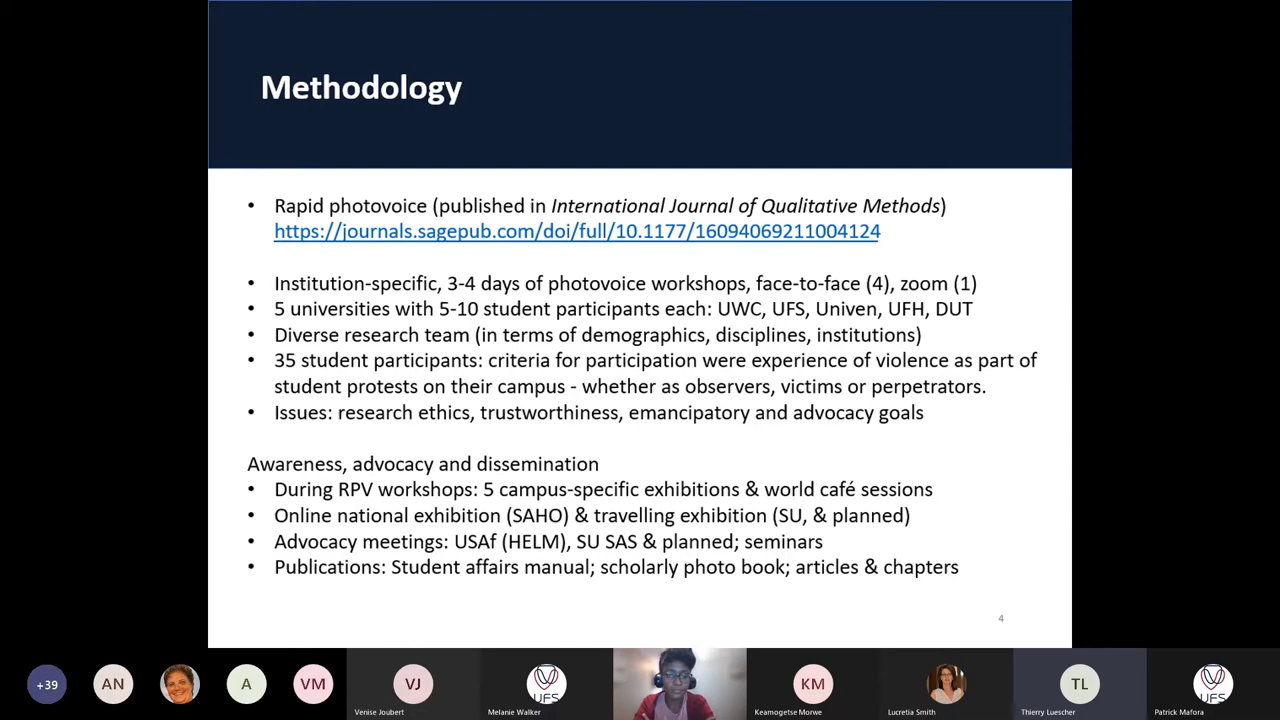 Methodology
• Rapid photovoice (published in International Journal of Qualitative Methods)
https://journals.sagepub.com/doi/full/10.1177/16094069211004124
• Institution-specific, 3-4 days of photovoice workshops, face-to-face (4), zoom (1)
• 5 universities with 5-10 student participants each: UWC, UFS, Univen, UFH, DUT
• Diverse research team (in terms of demographics, disciplines, institutions)
• 35 student participants: criteria for participation were experience of violence as part of
student protests on their campus - whether as observers, victims or perpetrators.
• Issues: research ethics, trustworthiness, emancipatory and advocacy goals
Awareness, advocacy and dissemination
• During RPV workshops: 5 campus-specific exhibitions & world café sessions
• Online national exhibition (SAHO) & travelling exhibition (SU, & planned)
• Advocacy meetings: USAf (HELM), SU SAS & planned; seminars
• Publications: Student affairs manual; scholarly photo book; articles & chapters
4
+39 AN A VM VJ UFS KM TL UFS
Venise Joubert Melanie Walker Keamogetse Morwe Lucretia Smith Thierry Luescher Patrick Mafora